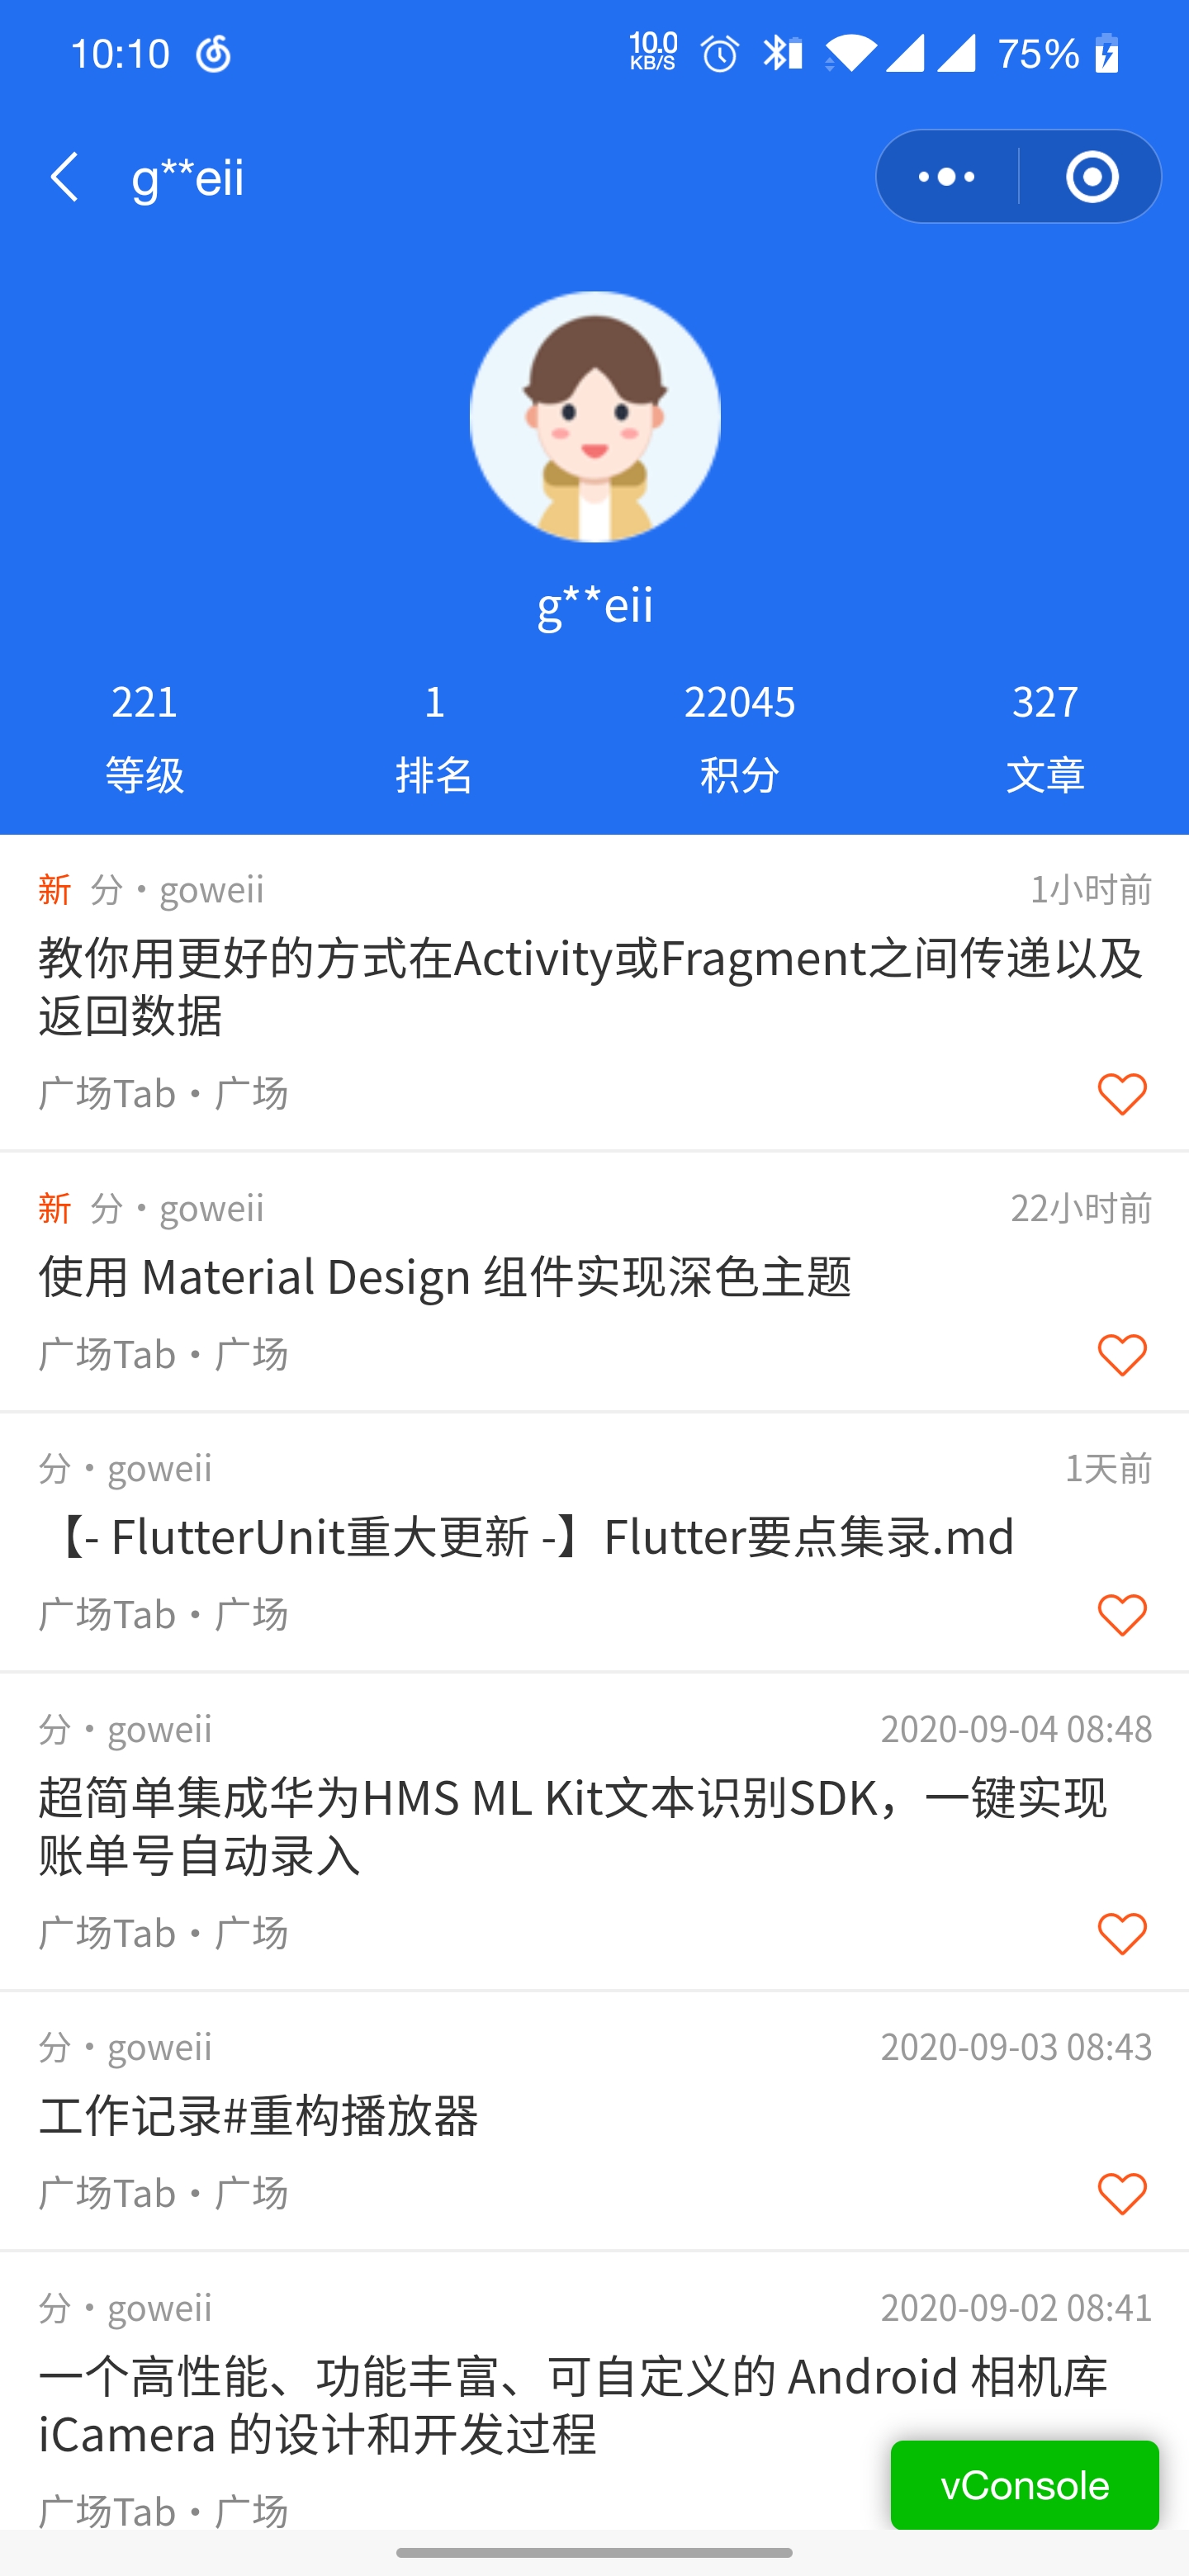 10:10 10.0 KB/S 75%
g**eii
g**eii
221 1 22045 327
等级 排名 积分 文章
新 分·goweii 1小时前
教你用更好的方式在Activity或Fragment之间传递以及
返回数据
广场Tab·广场
新 分·goweii 22小时前
使用 Material Design 组件实现深色主题
广场Tab·广场
分·goweii 1天前
【- FlutterUnit重大更新 -】Flutter要点集录.md
广场Tab·广场
分·goweii 2020-09-04 08:48
超简单集成华为HMS ML Kit文本识别SDK，一键实现
账单号自动录入
广场Tab·广场
分·goweii 2020-09-03 08:43
工作记录#重构播放器
广场Tab·广场
分·goweii 2020-09-02 08:41
一个高性能、功能丰富、可自定义的 Android 相机库
iCamera 的设计和开发过程
vConsole
广场Tab·广场